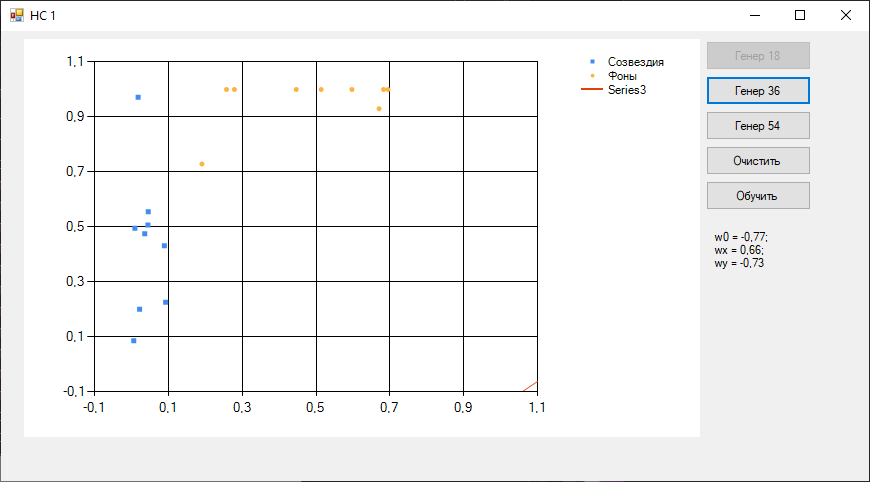 НС 1
1,1
0,9
0,7
0,5
0,3
0,1
-0,1
-0,1 0,1 0,3 0,5 0,7 0,9 1,1
Созвездия
Фоны
Series3
Генер 18
Генер 36
Генер 54
Очистить
Обучить
w0 = -0,77;
wx = 0,66;
wy = -0,73